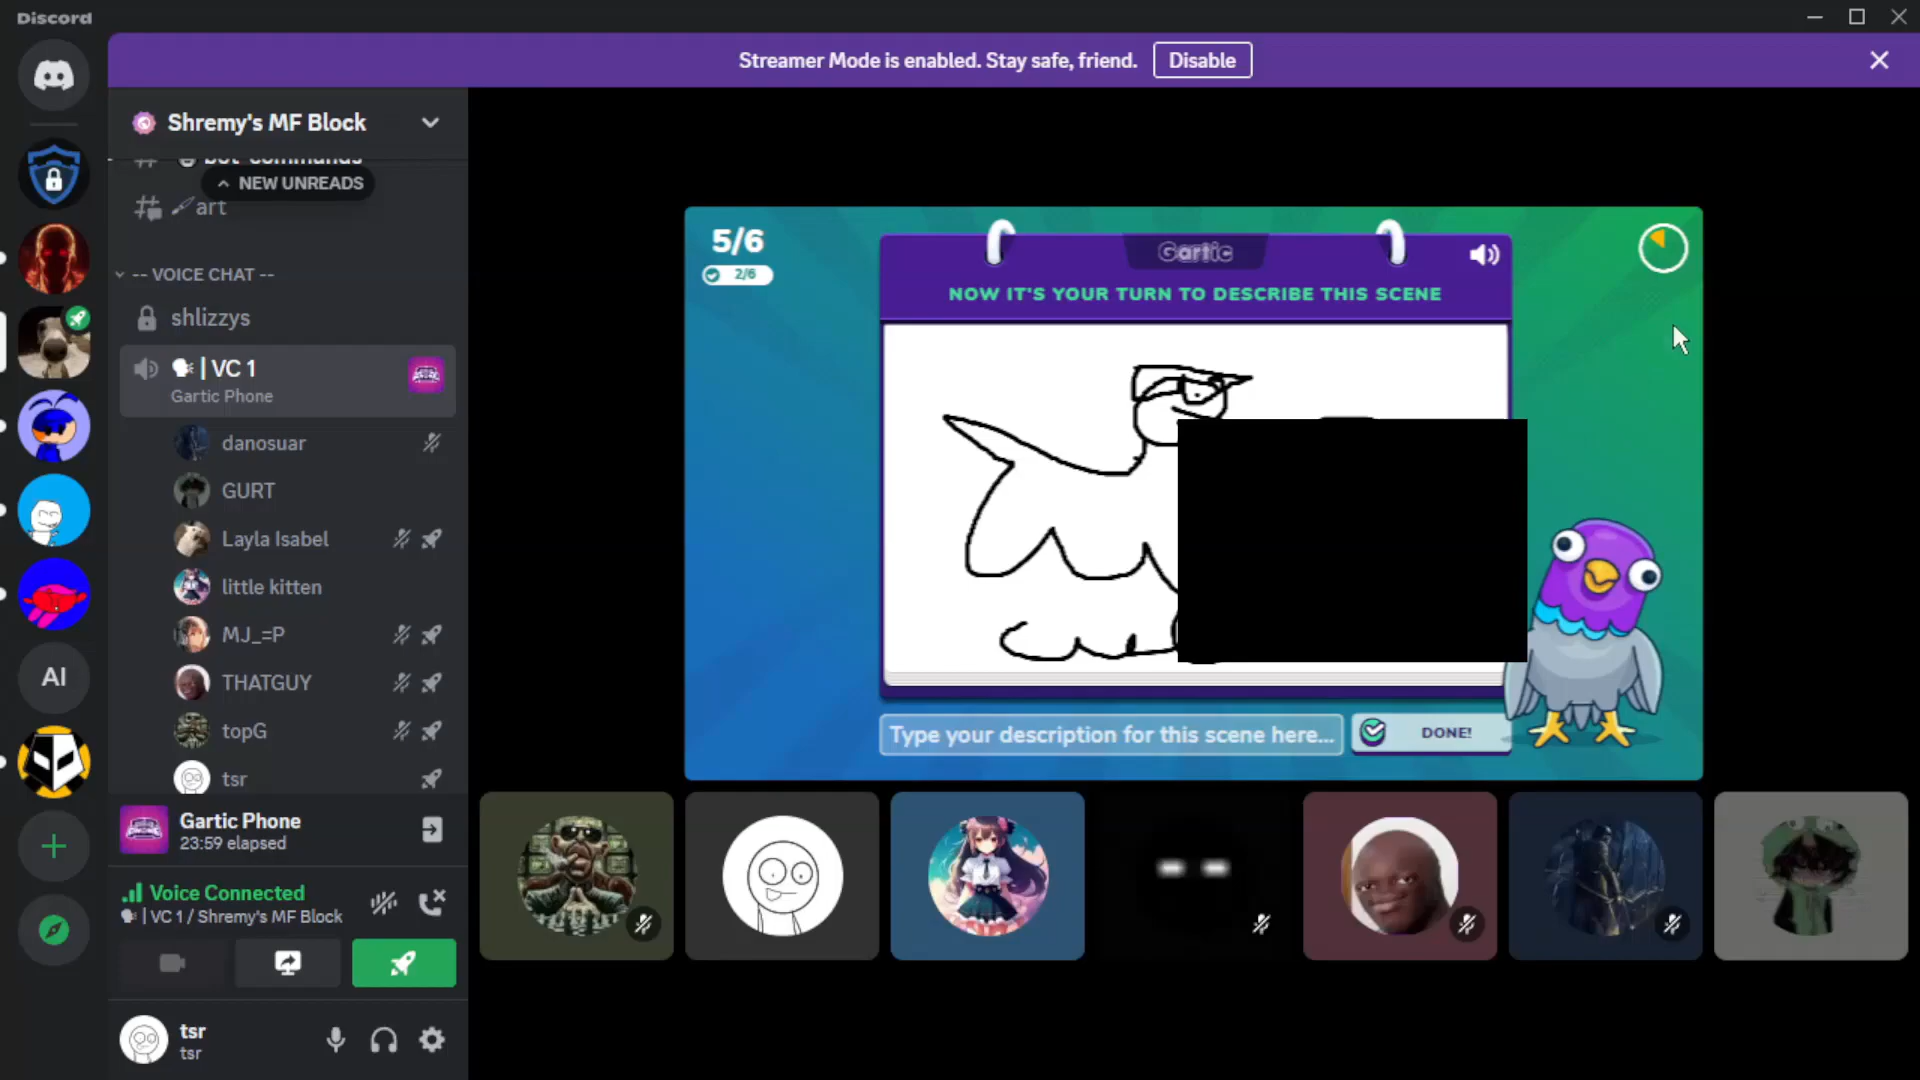 Discord
Streamer Mode is enabled. Stay safe, friend.
Disable
Shremy's MF Block
bot-commands
NEW UNREADS
art
-- VOICE CHAT --
shlizzys
| VC 1
Gartic Phone
danosuar
GURT
Layla Isabel
little kitten
MJ_=P
THATGUY
topG
tsr
AI
Gartic Phone
23:59 elapsed
Voice Connected
| VC 1 / Shremy's MF Block
tsr
tsr
5/6
2/6
Gartic
NOW IT'S YOUR TURN TO DESCRIBE THIS SCENE
Type your description for this scene here...
DONE!